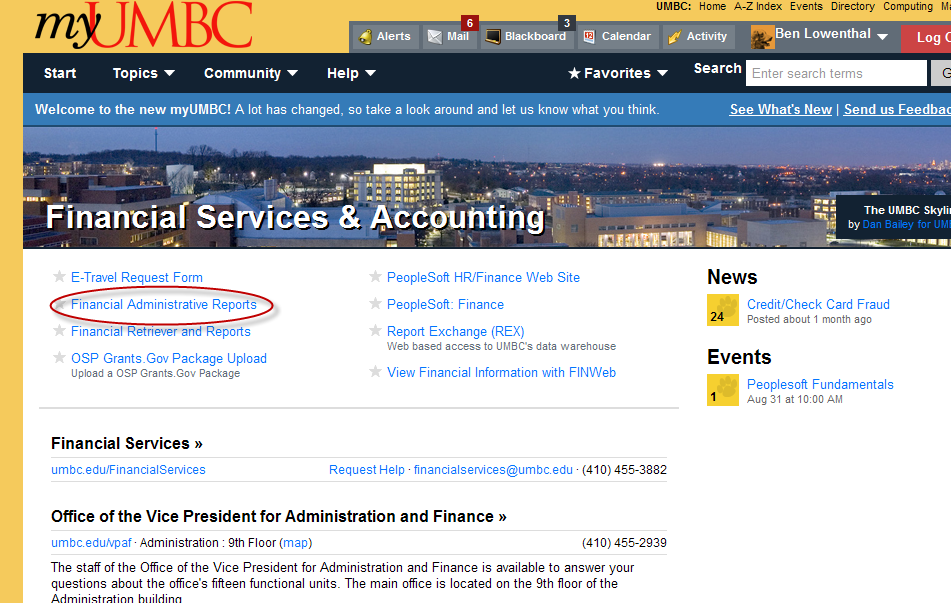 myUMBC
UMBC: Home A-Z Index Events Directory Computing
Alerts Mail 6 Blackboard 3 Calendar Activity Ben Lowenthal Log
Start Topics Community Help Favorites Search Enter search terms
Welcome to the new myUMBC! A lot has changed, so take a look around and let us know what you think. See What's New | Send us
Financial Services & Accounting
The UMBC
by Dan Bailey for
E-Travel Request Form
Financial Administrative Reports
Financial Retriever and Reports
OSP Grants.Gov Package Upload
Upload a OSP Grants.Gov Package
PeopleSoft HR/Finance Web Site
PeopleSoft: Finance
Report Exchange (REX)
Web based access to UMBC's data warehouse
View Financial Information with FINWeb
News
24 Credit/Check Card Fraud
Posted about 1 month ago
Events
1 Peoplesoft Fundamentals
Aug 31 at 10:00 AM
Financial Services »
umbc.edu/FinancialServices Request Help · financialservices@umbc.edu · (410) 455-3882
Office of the Vice President for Administration and Finance »
umbc.edu/vpaf · Administration : 9th Floor (map) (410) 455-2939
The staff of the Office of the Vice President for Administration and Finance is available to answer your
questions about the office's fifteen functional units. The main office is located on the 9th floor of the
Administration building